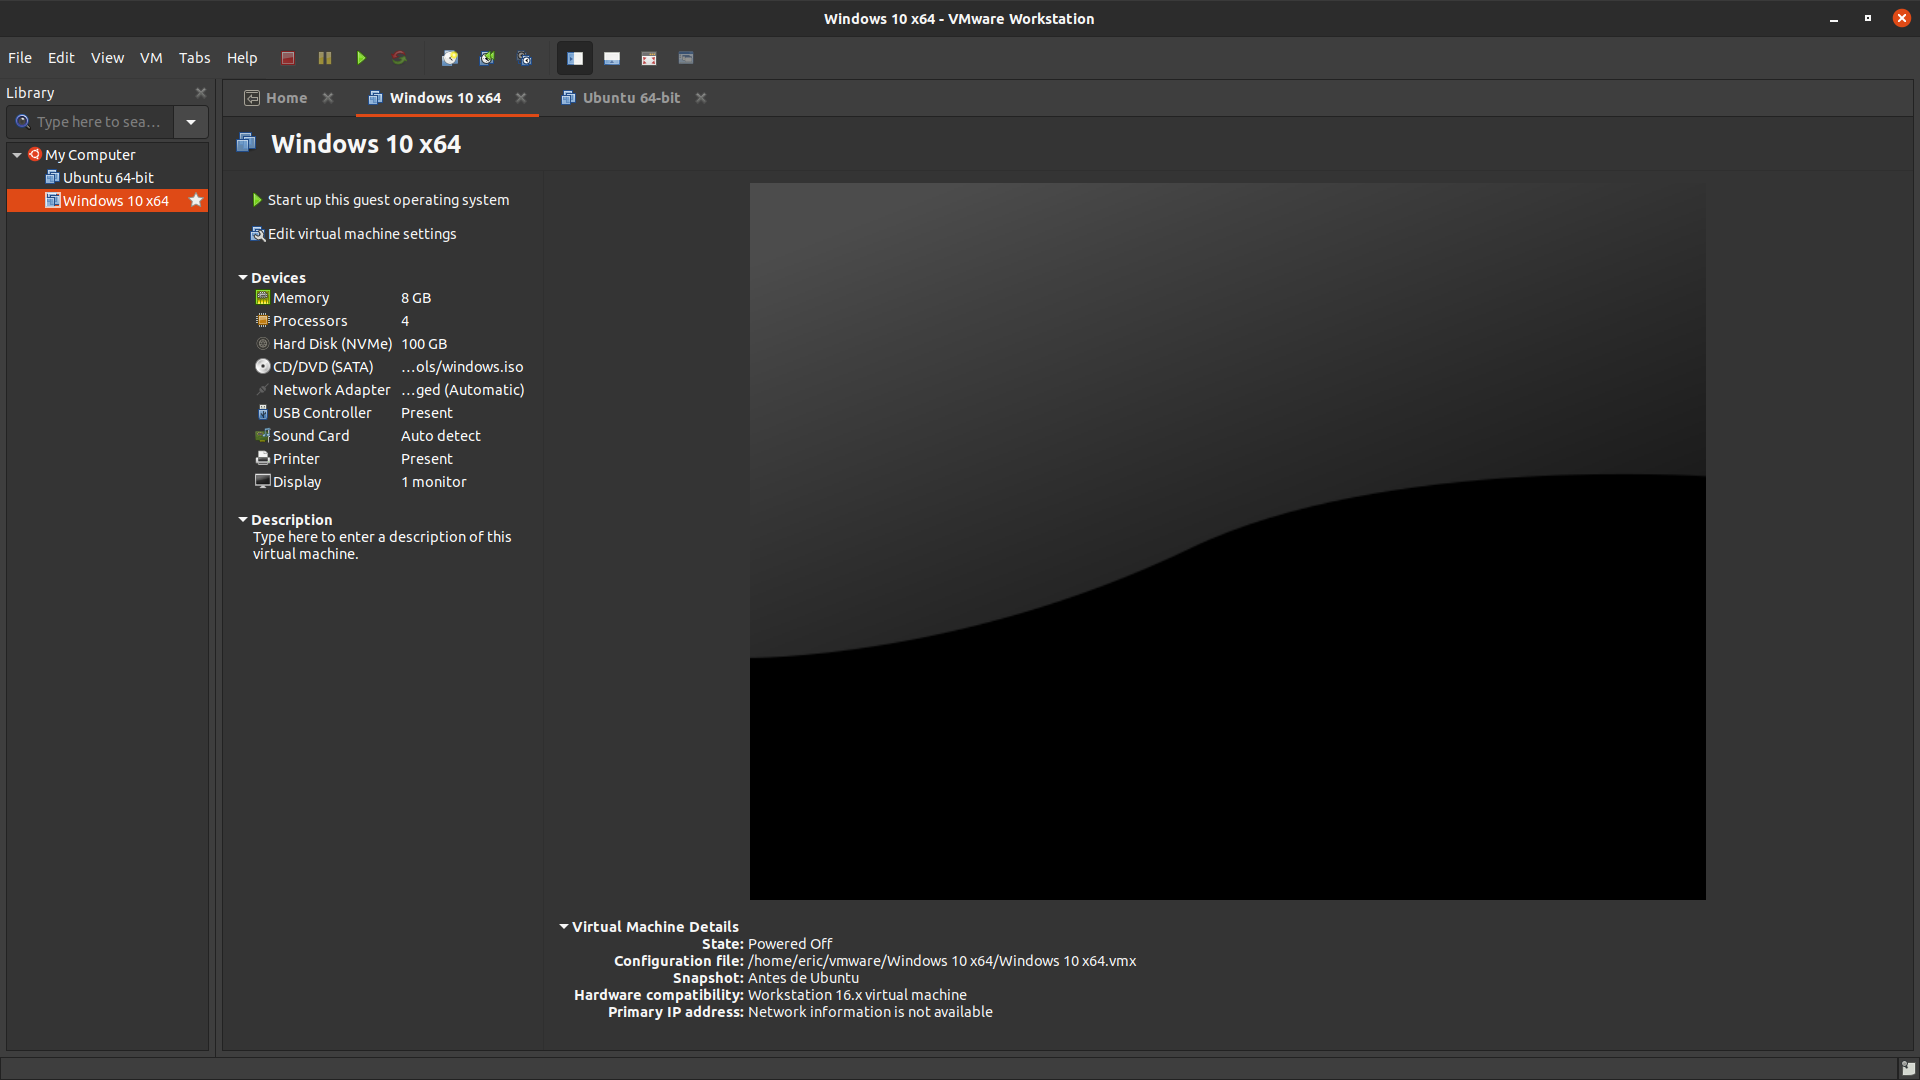 Windows 10 x64 - VMware Workstation
File Edit View VM Tabs Help
Library
Type here to sea...
My Computer
Ubuntu 64-bit
Windows 10 x64
Home Windows 10 x64 Ubuntu 64-bit
Windows 10 x64
Start up this guest operating system
Edit virtual machine settings
Devices
Memory 8 GB
Processors 4
Hard Disk (NVMe) 100 GB
CD/DVD (SATA) ...ols/windows.iso
Network Adapter ...ged (Automatic)
USB Controller Present
Sound Card Auto detect
Printer Present
Display 1 monitor
Description
Type here to enter a description of this
virtual machine.
Virtual Machine Details
State: Powered Off
Configuration file: /home/eric/vmware/Windows 10 x64/Windows 10 x64.vmx
Snapshot: Antes de Ubuntu
Hardware compatibility: Workstation 16.x virtual machine
Primary IP address: Network information is not available